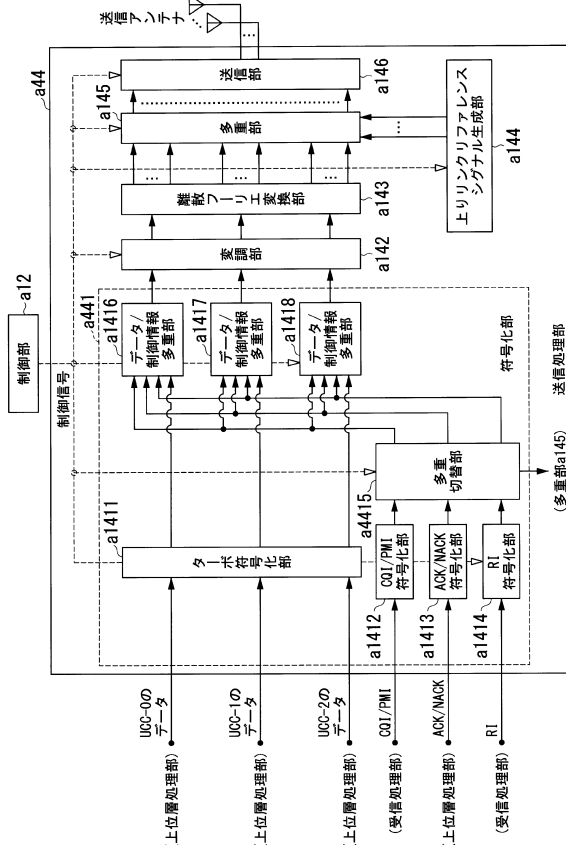 制御部
a12
a44
制御信号
a441
送信アンテナ
送信部
a146
a145
多重部
上りリンクリファレンス
シグナル生成部
a144
離散フーリエ変換部
a143
変調部
a142
a1416
データ/
制御情報
多重部
a1417
データ/
制御情報
多重部
a1418
データ/
制御情報
多重部
符号化部
送信処理部
a4415
多重
切替部
(多重部a145)
a1411
ターボ符号化部
CQI/PMI
符号化部
a1412
ACK/NACK
符号化部
a1413
RI
符号化部
a1414
UCC-0の
データ
UCC-1の
データ
UCC-2の
データ
CQI/PMI
ACK/NACK
RI
(上位層処理部)
(上位層処理部)
(上位層処理部)
(受信処理部)
(上位層処理部)
(受信処理部)